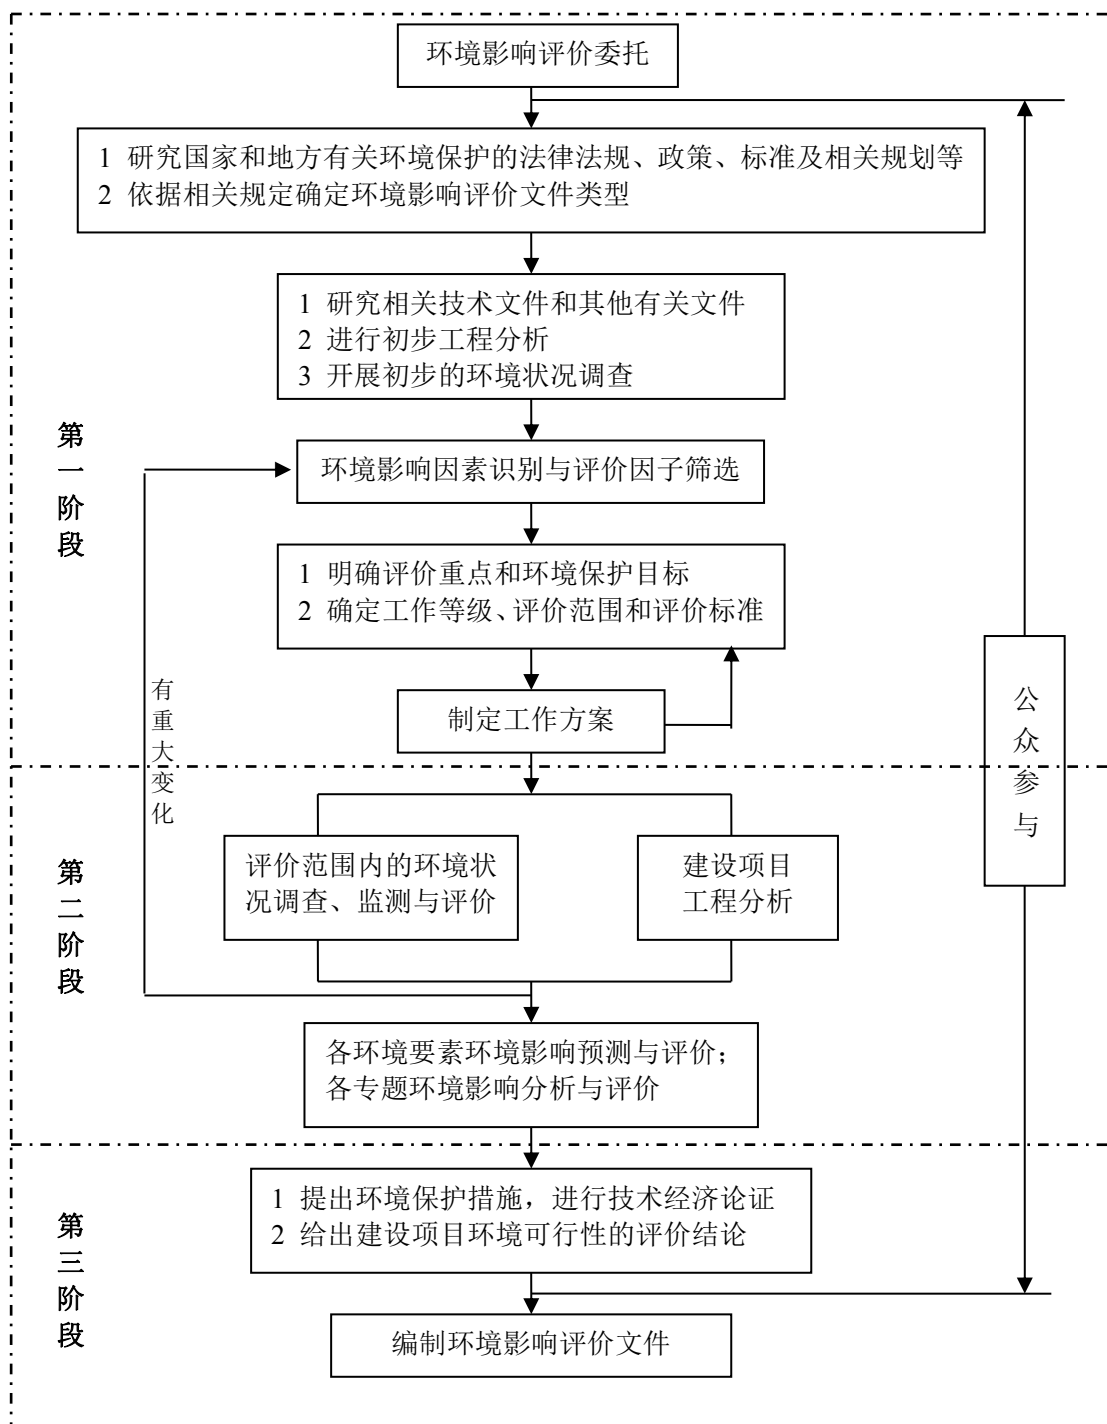 环境影响评价委托
1 研究国家和地方有关环境保护的法律法规、政策、标准及相关规划等
2 依据相关规定确定环境影响评价文件类型
1 研究相关技术文件和其他有关文件
2 进行初步工程分析
3 开展初步的环境状况调查
第一阶段
环境影响因素识别与评价因子筛选
1 明确评价重点和环境保护目标
2 确定工作等级、评价范围和评价标准
有重大变化
制定工作方案
公众参与
第二阶段
评价范围内的环境状
况调查、监测与评价
建设项目
工程分析
各环境要素环境影响预测与评价；
各专题环境影响分析与评价
第三阶段
1 提出环境保护措施，进行技术经济论证
2 给出建设项目环境可行性的评价结论
编制环境影响评价文件